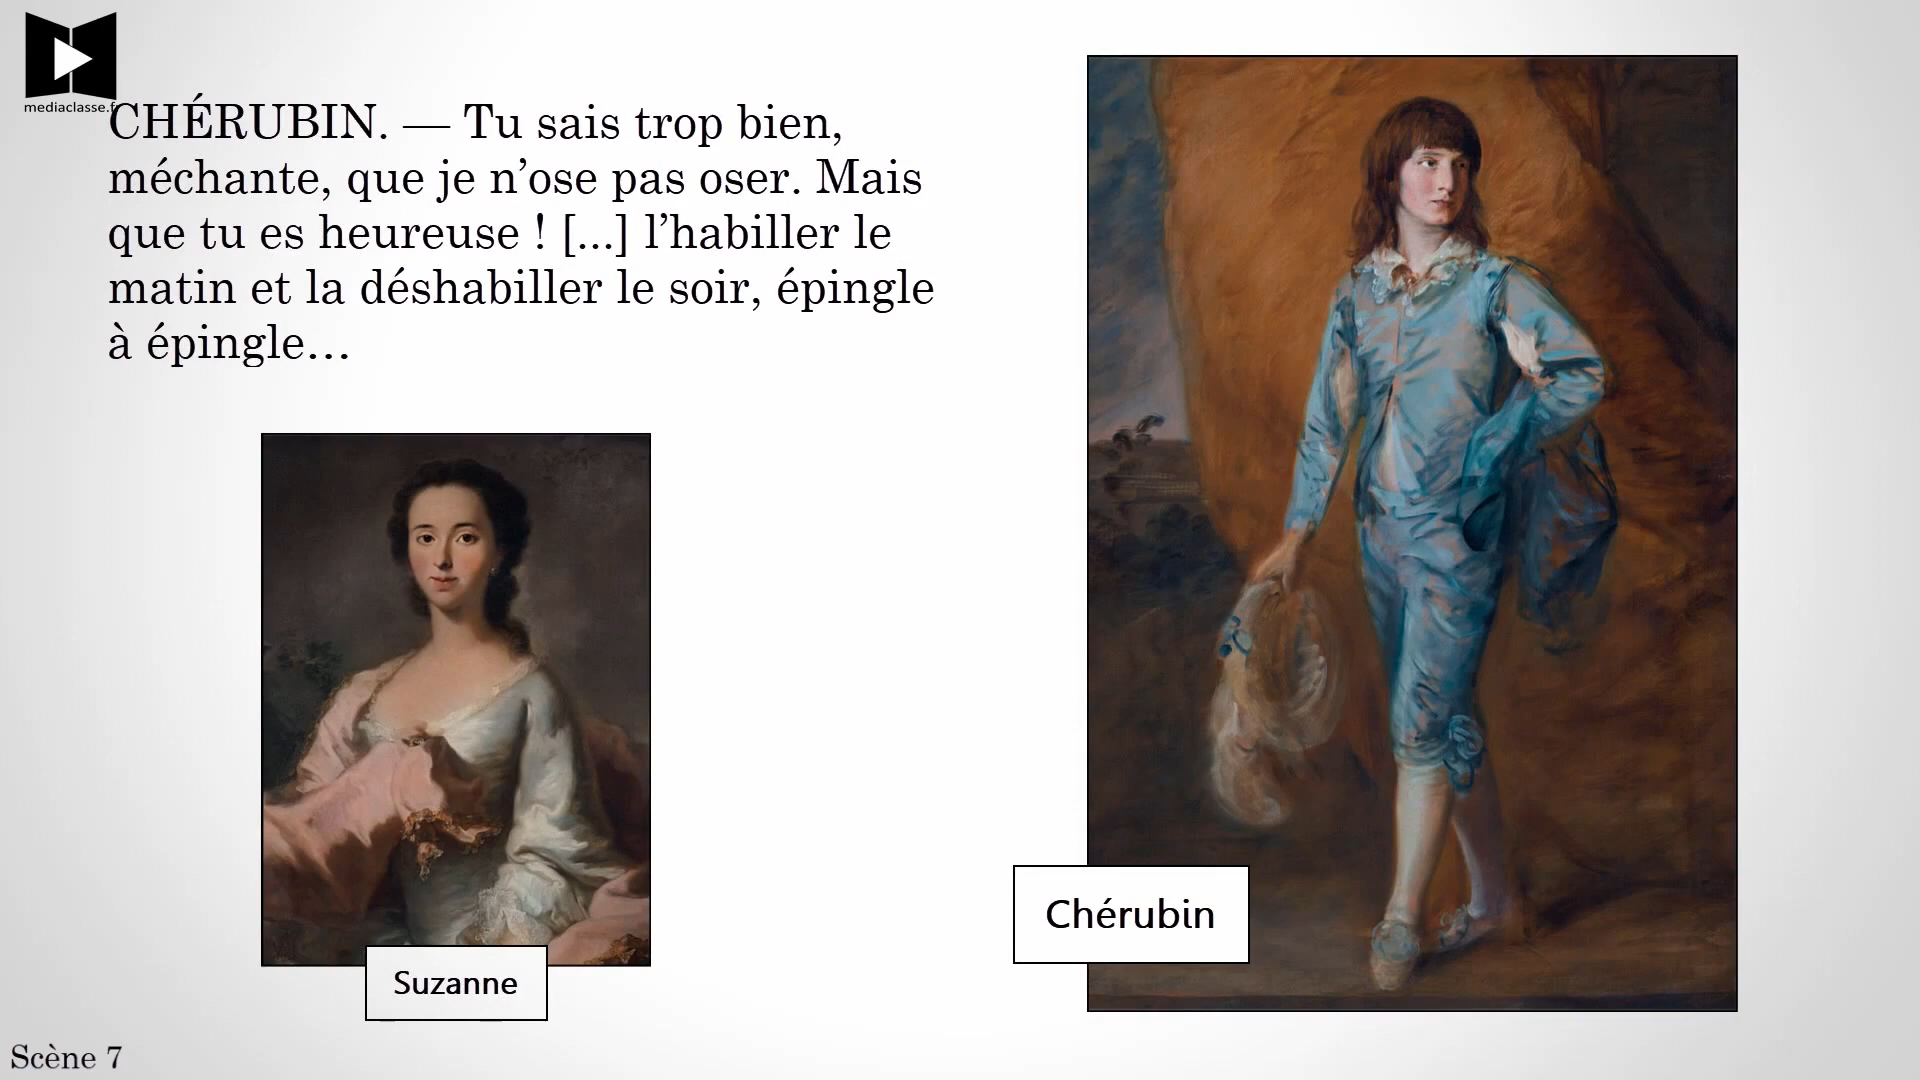 mediaclasse.fr
CHÉRUBIN. — Tu sais trop bien,
méchante, que je n’ose pas oser. Mais
que tu es heureuse ! [...] l’habiller le
matin et la déshabiller le soir, épingle
à épingle…
Suzanne
Chérubin
Scène 7